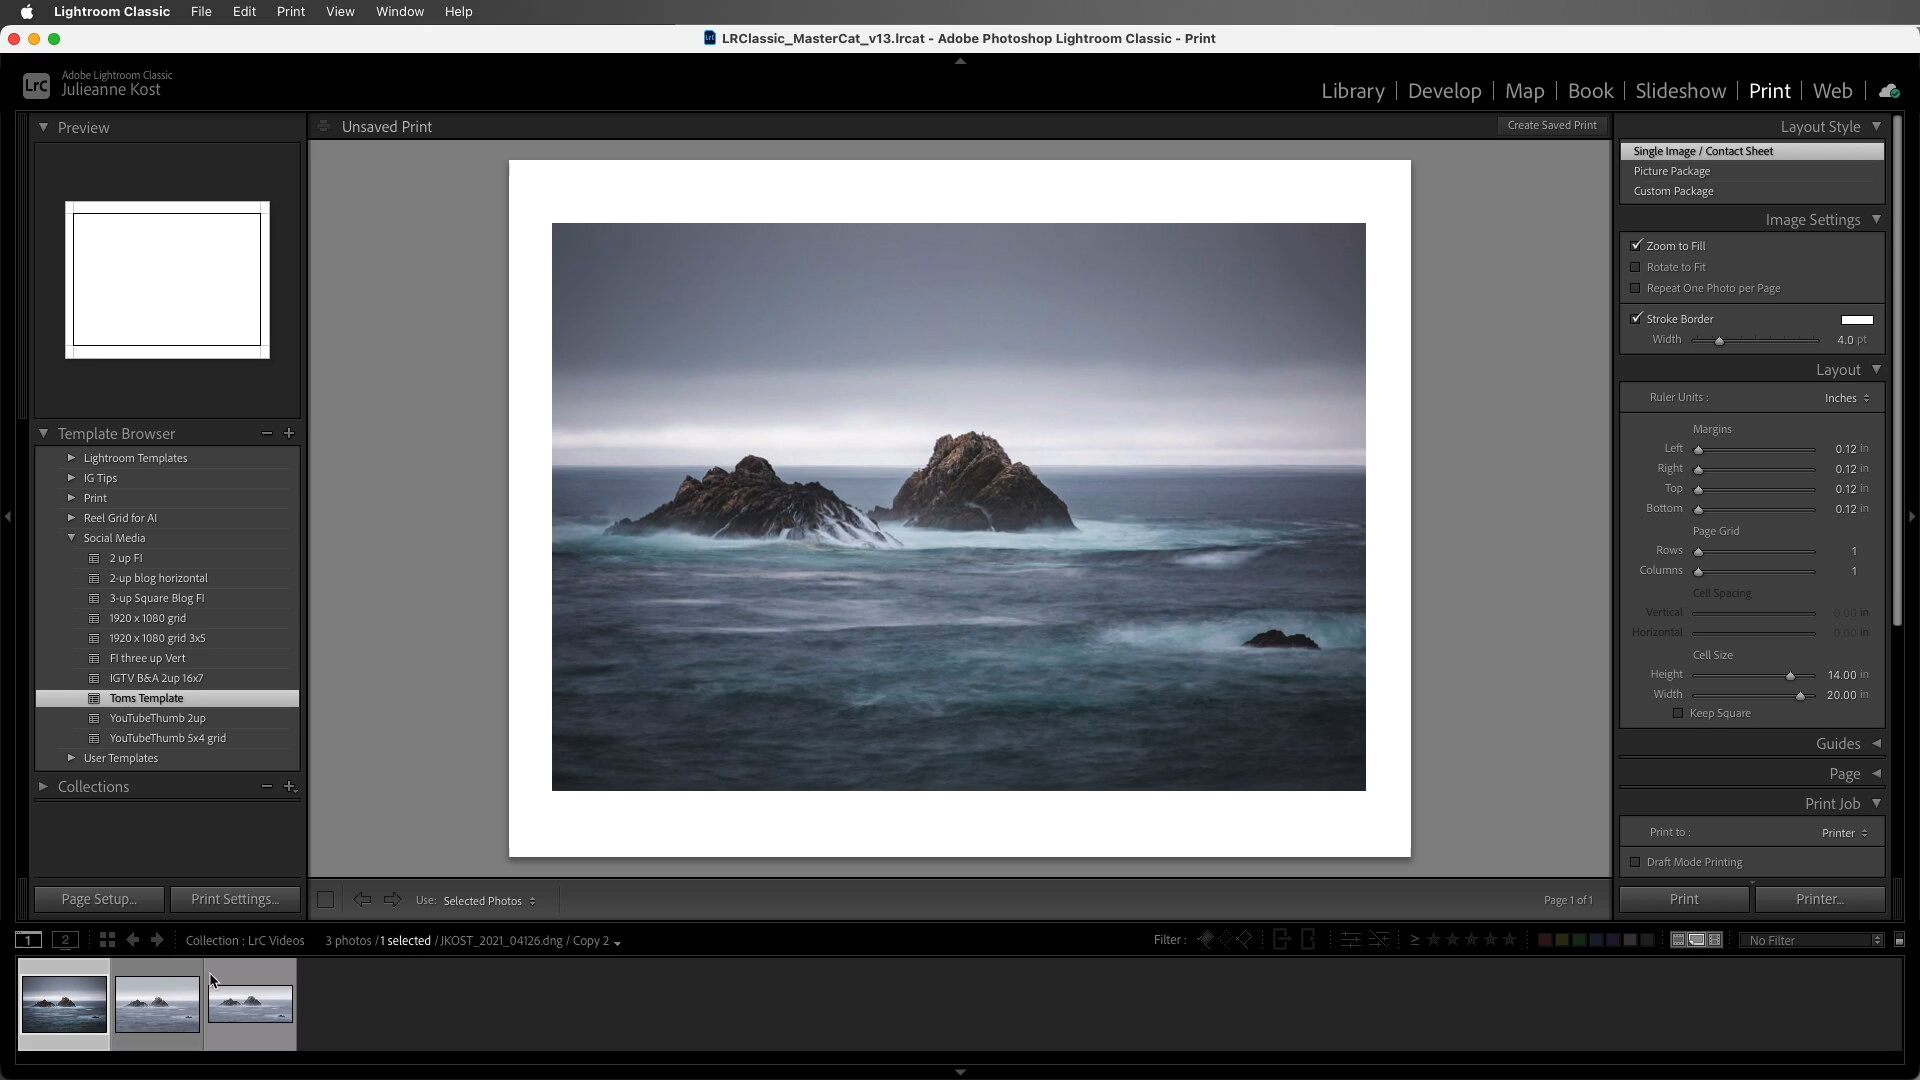 Lightroom Classic File Edit Print View Window Help
LRClassic_MasterCat_v13.lrcat - Adobe Photoshop Lightroom Classic - Print
LrC
Adobe Lightroom Classic
Julieanne Kost
Library Develop Map Book Slideshow Print Web
Preview
Template Browser
Lightroom Templates
IG Tips
Print
Reel Grid for AI
Social Media
2 up FI
2-up blog horizontal
3-up Square Blog FI
1920 x 1080 grid
1920 x 1080 grid 3x5
FI three up Vert
IGTV B&A 2up 16x7
Toms Template
YouTubeThumb 2up
YouTubeThumb 5x4 grid
User Templates
Collections
Page Setup...
Print Settings...
Unsaved Print
Create Saved Print
Use: Selected Photos
Page 1 of 1
Layout Style
Single Image / Contact Sheet
Picture Package
Custom Package
Image Settings
Zoom to Fill
Rotate to Fit
Repeat One Photo per Page
Stroke Border
Width 4.0 pt
Layout
Ruler Units : Inches
Margins
Left 0.12 in
Right 0.12 in
Top 0.12 in
Bottom 0.12 in
Page Grid
Rows 1
Columns 1
Cell Spacing
Vertical 0.00 in
Horizontal 0.00 in
Cell Size
Height 14.00 in
Width 20.00 in
Keep Square
Guides
Page
Print Job
Print to : Printer
Draft Mode Printing
Print
Printer...
1 2 Collection : LrC Videos 3 photos / 1 selected / JKOST_2021_04126.dng / Copy 2
Filter : ≥ No Filter